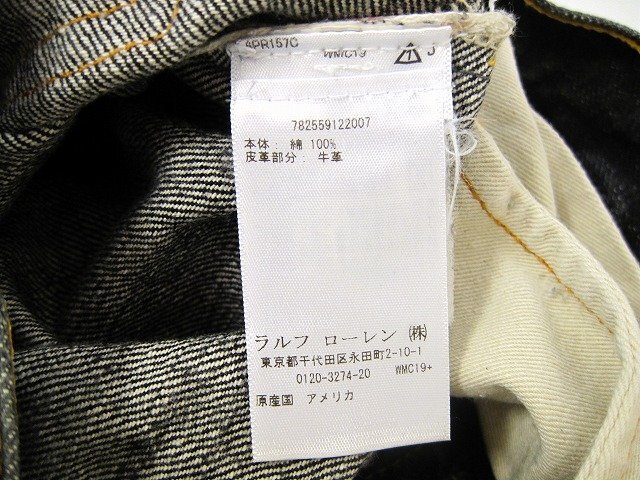 4PR157C WMC19 J
782559122007
本体: 綿 100%
皮革部分: 牛革
ラルフ ローレン ㈱
東京都千代田区永田町2-10-1
0120-3274-20 WMC19+
原産国 アメリカ